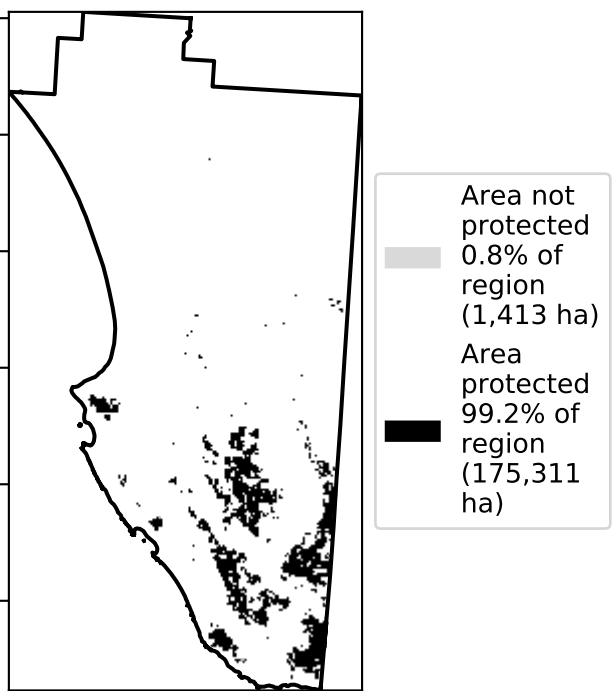 Area not
protected
0.8% of
region
(1,413 ha)
Area
protected
99.2% of
region
(175,311
ha)